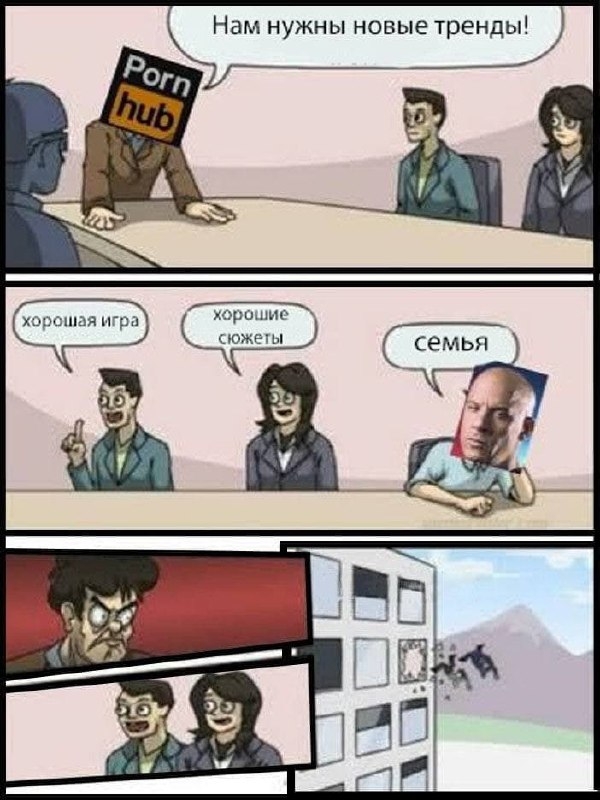 Нам нужны новые тренды!
Porn
hub
хорошая игра
хорошие
сюжеты
семья